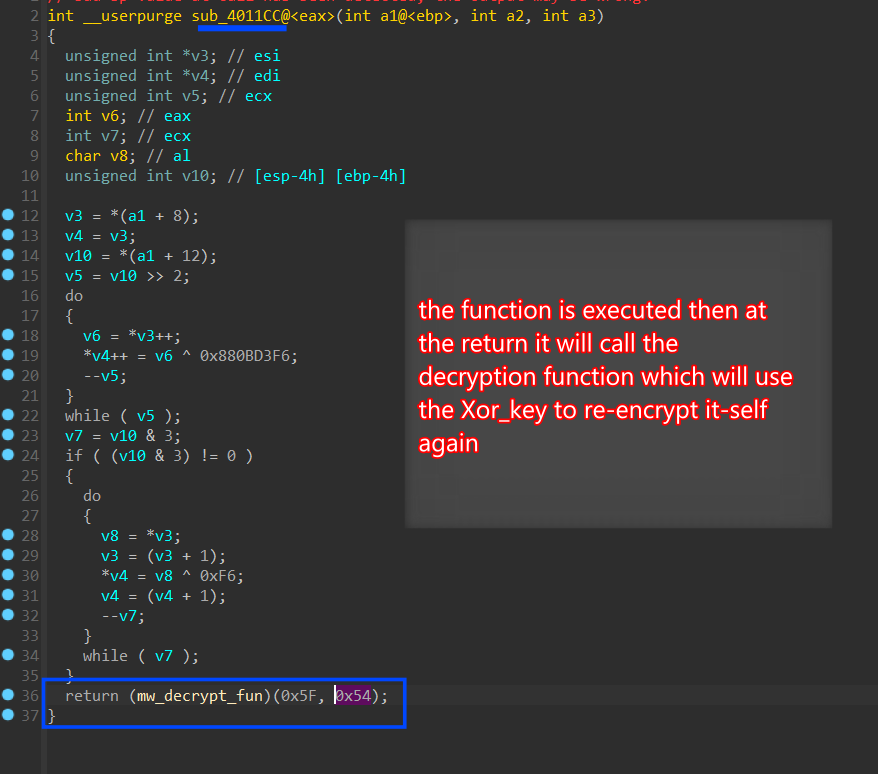 2 int __userpurge sub_4011CC@<eax>(int a1@<ebp>, int a2, int a3)
3 {
4 unsigned int *v3; // esi
5 unsigned int *v4; // edi
6 unsigned int v5; // ecx
7 int v6; // eax
8 int v7; // ecx
9 char v8; // al
10 unsigned int v10; // [esp-4h] [ebp-4h]
11
12 v3 = *(a1 + 8);
13 v4 = v3;
14 v10 = *(a1 + 12);
15 v5 = v10 >> 2;
16 do
17 {
18 v6 = *v3++;
19 *v4++ = v6 ^ 0x880BD3F6;
20 --v5;
21 }
22 while ( v5 );
23 v7 = v10 & 3;
24 if ( (v10 & 3) != 0 )
25 {
26 do
27 {
28 v8 = *v3;
29 v3 = (v3 + 1);
30 *v4 = v8 ^ 0xF6;
31 v4 = (v4 + 1);
32 --v7;
33 }
34 while ( v7 );
35 }
36 return (mw_decrypt_fun)(0x5F, 0x54);
37 }
the function is executed then at
the return it will call the
decryption function which will use
the Xor_key to re-encrypt it-self
again